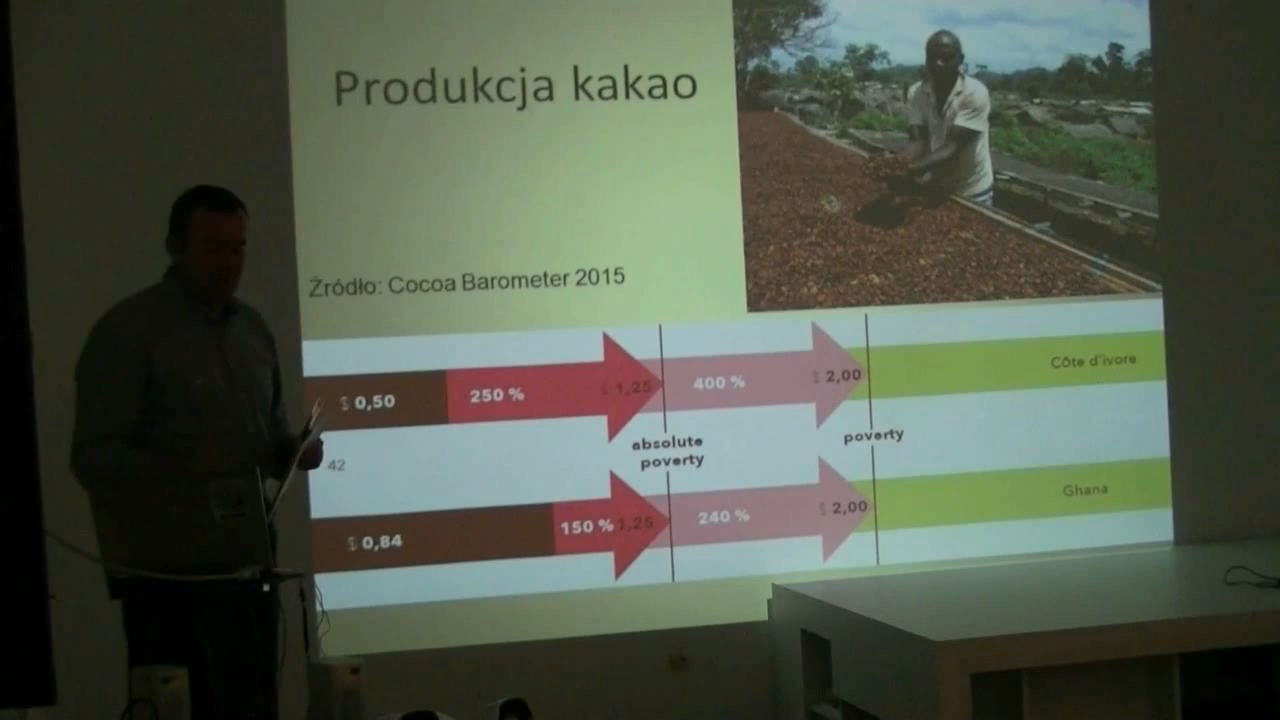 Produkcja kakao
Źródło: Cocoa Barometer 2015
$ 0,50 250 % $ 1,25 400 % $ 2,00 Côte d'ivore
absolute
poverty
poverty
42
$ 0,84 150 % 1,25 240 % $ 2,00 Ghana